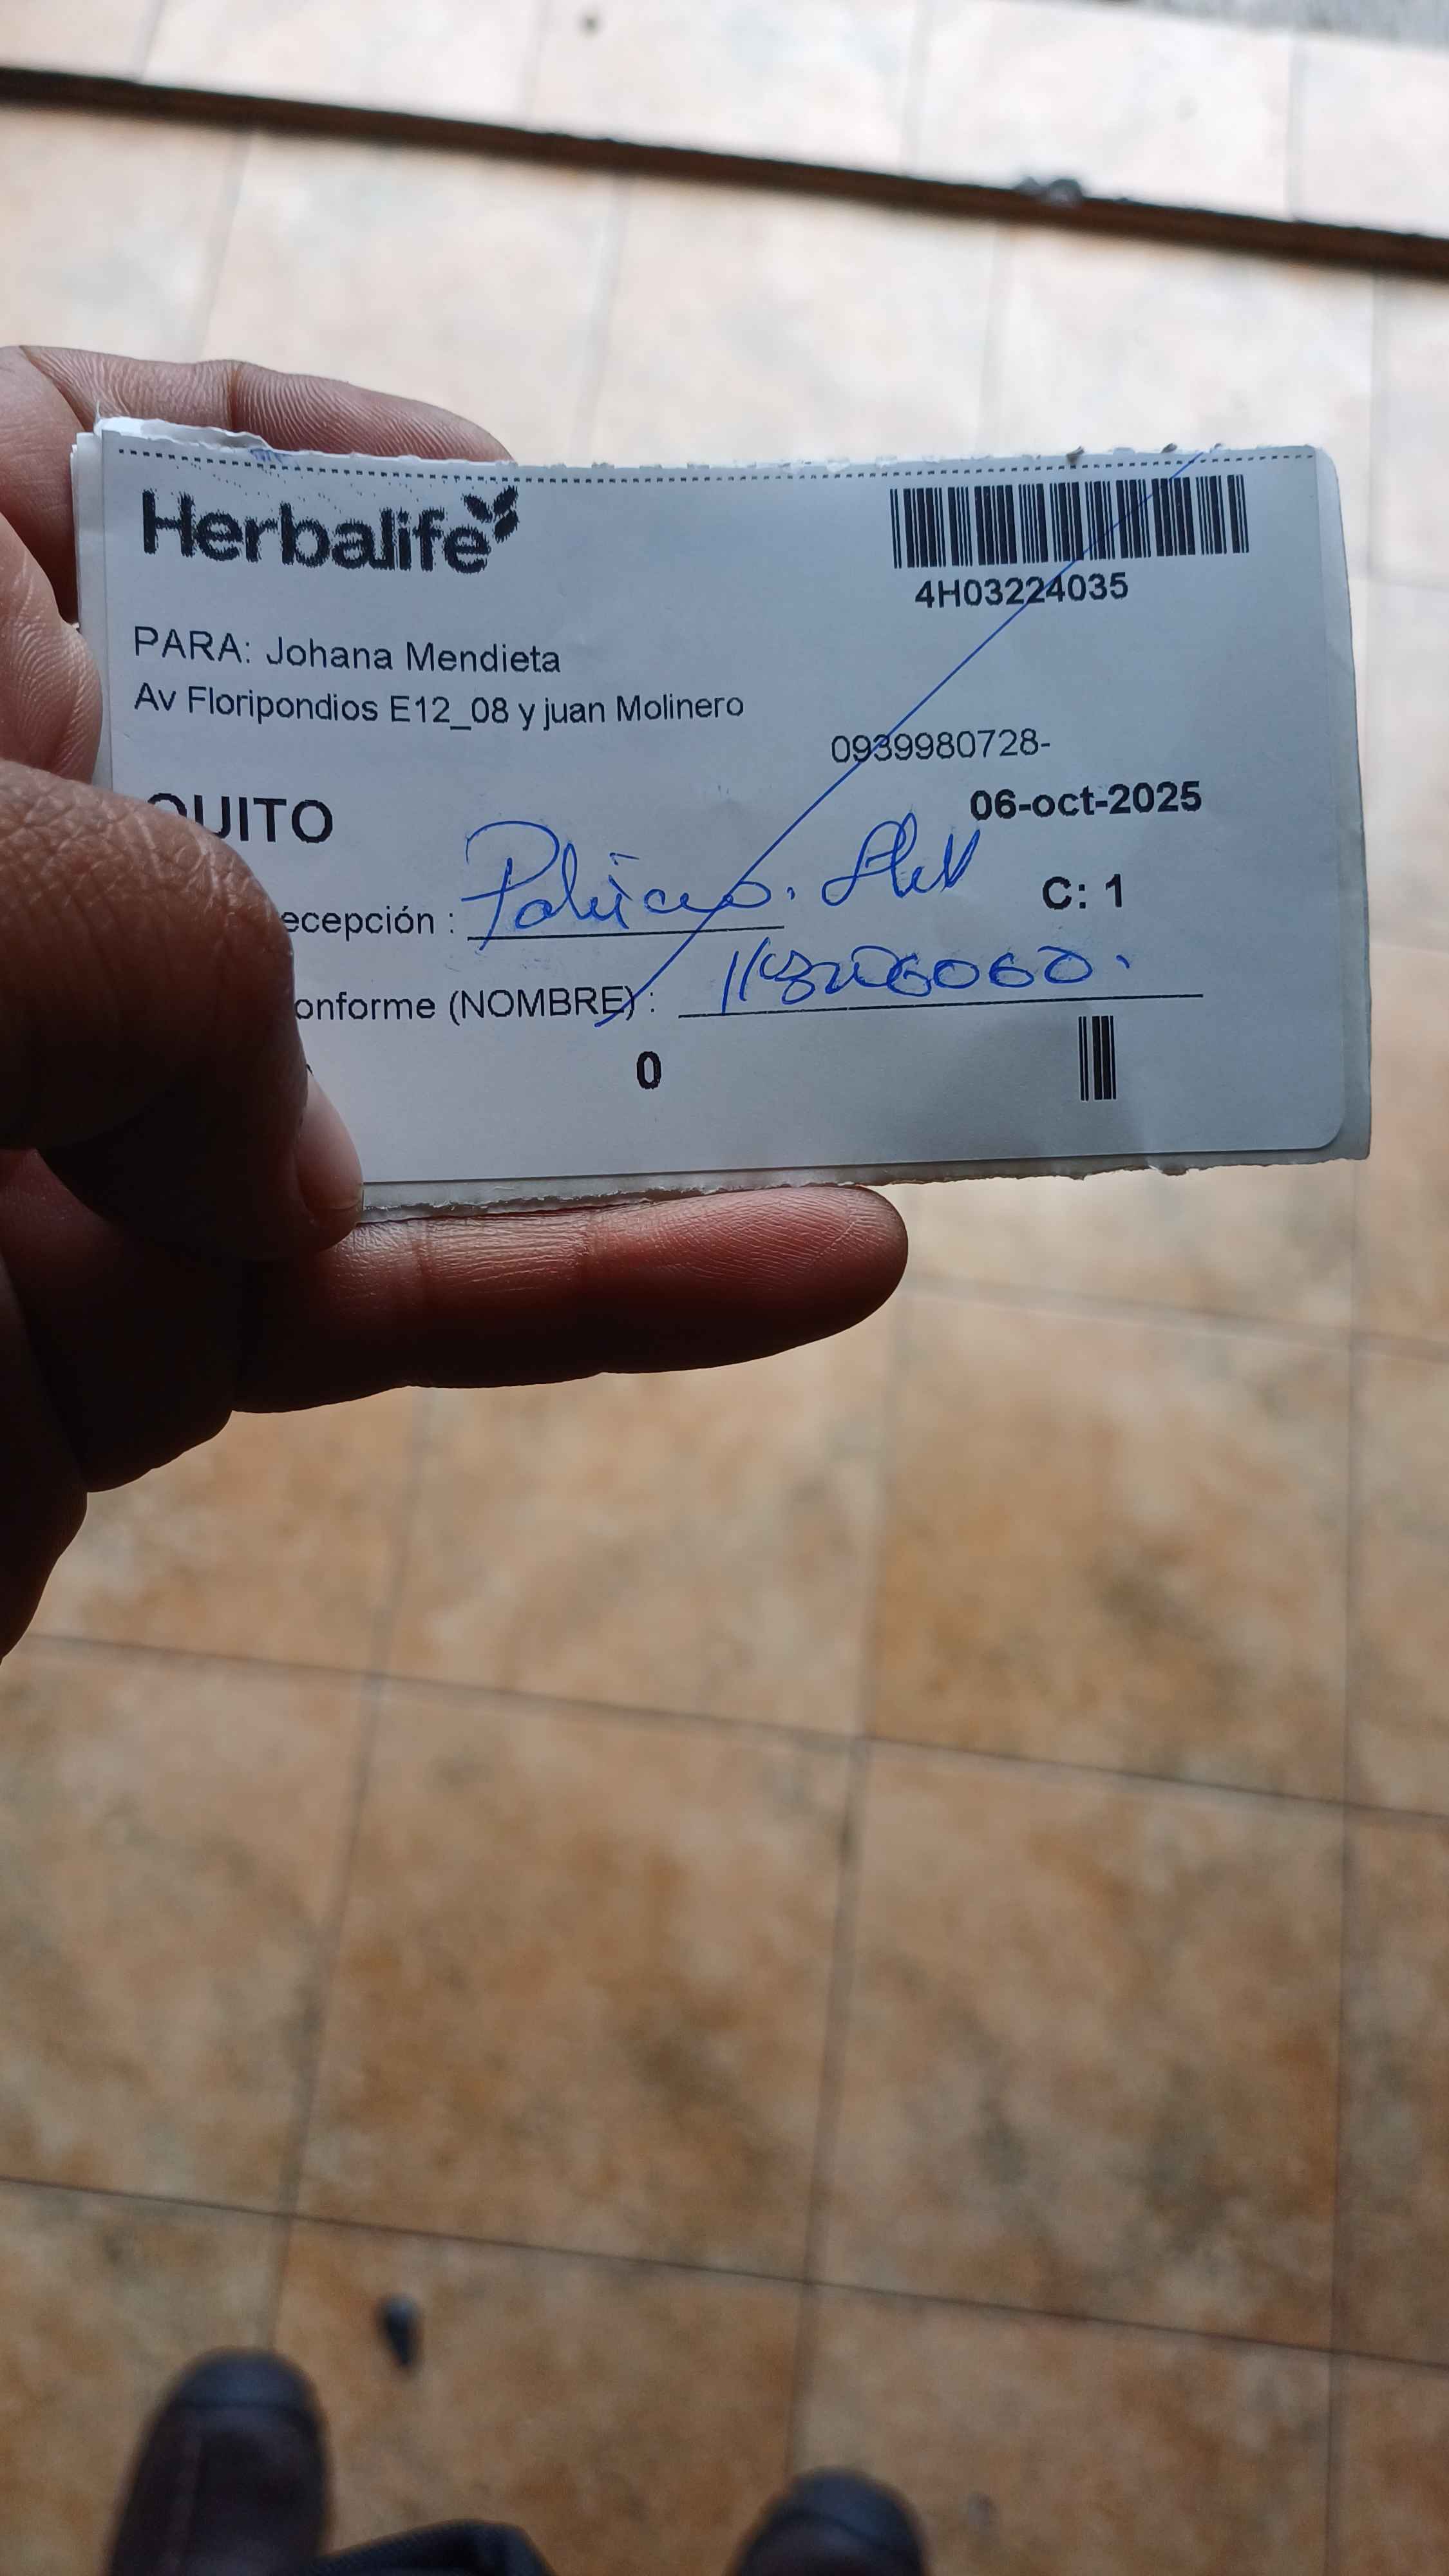 Herbalife
4H03224035
PARA: Johana Mendieta
Av Floripondios E12_08 y juan Molinero
0939980728-
QUITO
06-oct-2025
ecepción :
C: 1
onforme (NOMBRE) :
0